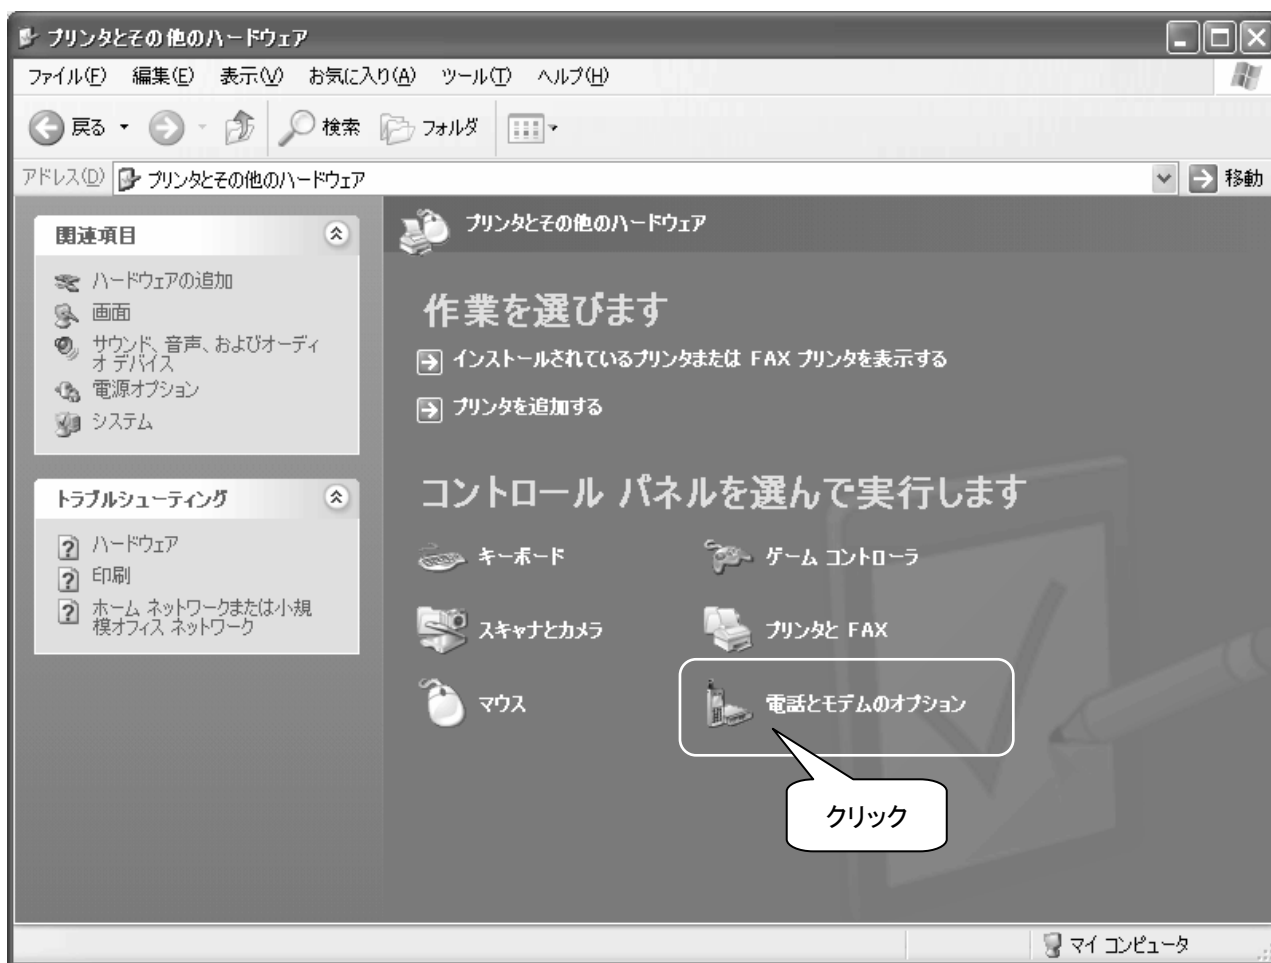 プリンタとその他のハードウェア
ファイル(F) 編集(E) 表示(V) お気に入り(A) ツール(T) ヘルプ(H)
戻る 検索 フォルダ
アドレス(D) プリンタとその他のハードウェア 移動
関連項目
ハードウェアの追加
画面
サウンド、音声、およびオーディ
オ デバイス
電源オプション
システム
トラブルシューティング
ハードウェア
印刷
ホーム ネットワークまたは小規
模オフィス ネットワーク
プリンタとその他のハードウェア
作業を選びます
インストールされているプリンタまたは FAX プリンタを表示する
プリンタを追加する
コントロール パネルを選んで実行します
キーボード
ゲーム コントローラ
スキャナとカメラ
プリンタと FAX
マウス
電話とモデムのオプション
クリック
マイ コンピュータ